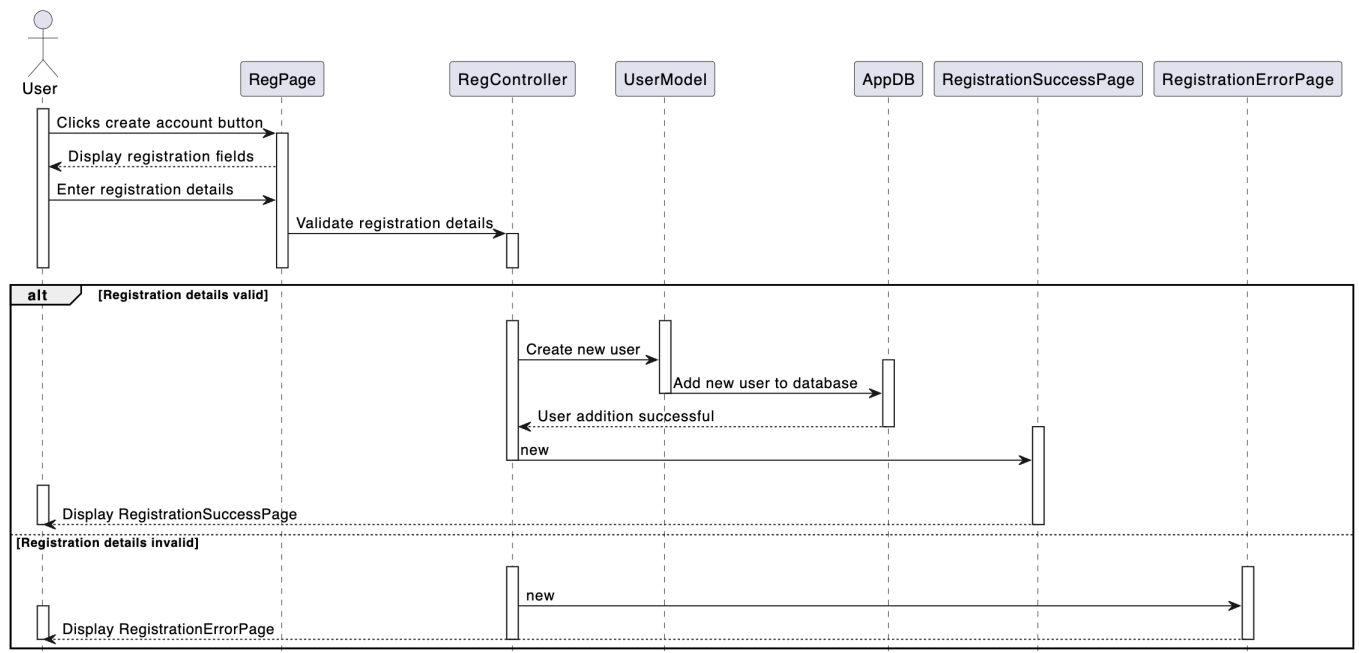 User
RegPage
RegController
UserModel
AppDB
RegistrationSuccessPage
RegistrationErrorPage
Clicks create account button
Display registration fields
Enter registration details
Validate registration details
alt
[Registration details valid]
Create new user
Add new user to database
User addition successful
new
Display RegistrationSuccessPage
[Registration details invalid]
new
Display RegistrationErrorPage